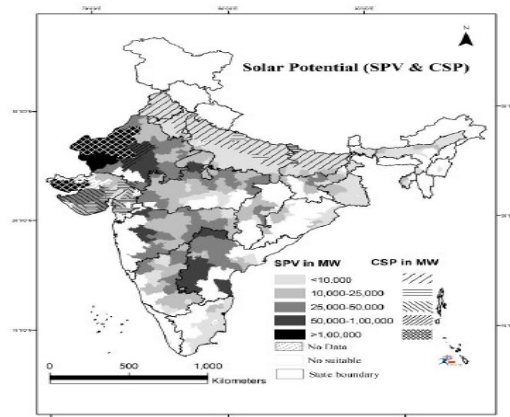 N
Solar Potential (SPV & CSP)
SPV in MW CSP in MW
<10,000
10,000-25,000
25,000-50,000
50,000-1,00,000
>1,00,000
No Data
No suitable
State boundary
0 500 1,000
Kilometers